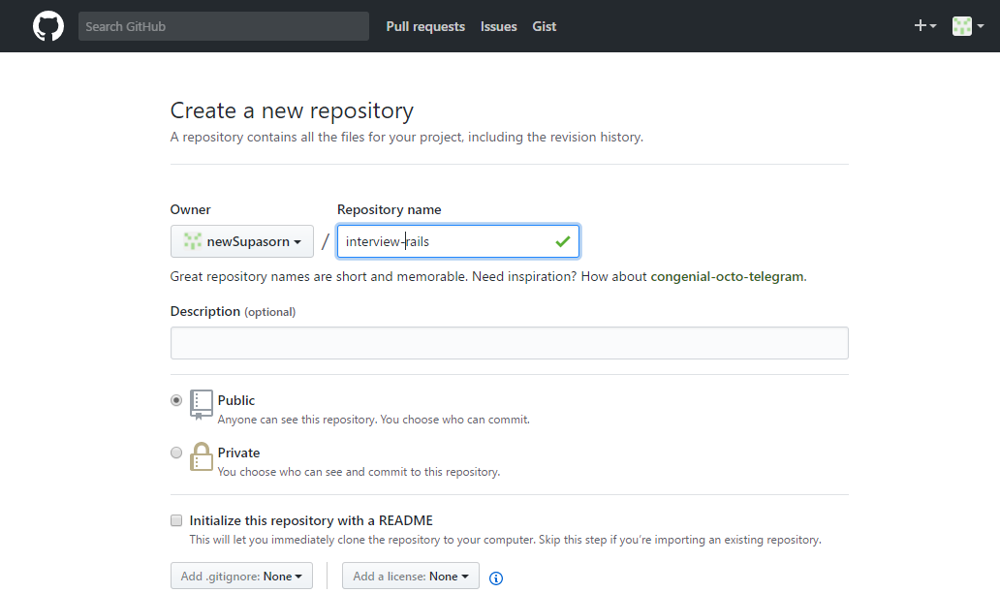 Search GitHub Pull requests Issues Gist
Create a new repository
A repository contains all the files for your project, including the revision history.
Owner Repository name
newSupasorn / interview-rails
Great repository names are short and memorable. Need inspiration? How about congenial-octo-telegram.
Description (optional)
Public
Anyone can see this repository. You choose who can commit.
Private
You choose who can see and commit to this repository.
Initialize this repository with a README
This will let you immediately clone the repository to your computer. Skip this step if you’re importing an existing repository.
Add .gitignore: None Add a license: None